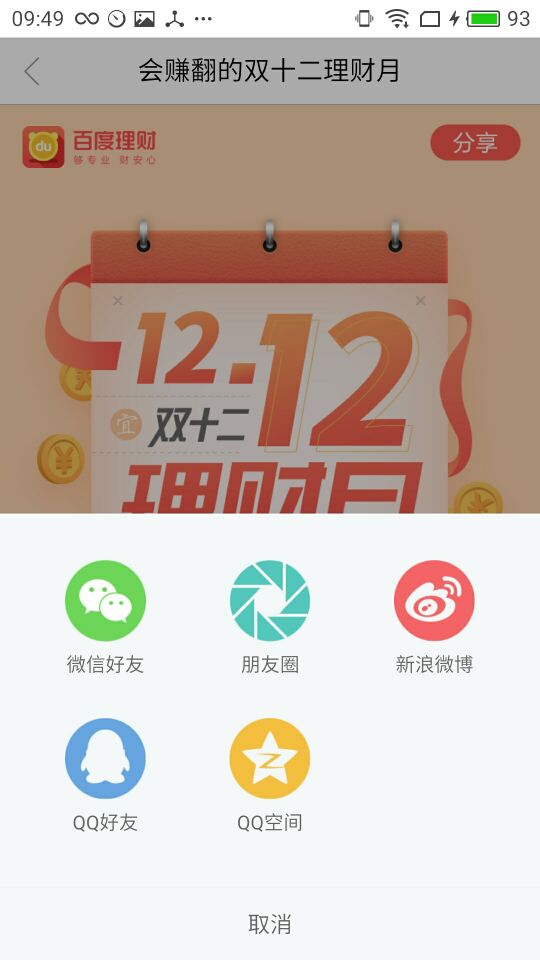 09:49
93
会赚翻的双十二理财月
du
百度理财
够专业 财安心
分享
12.12
宜
双十二
理财月
微信好友
朋友圈
新浪微博
QQ好友
QQ空间
取消